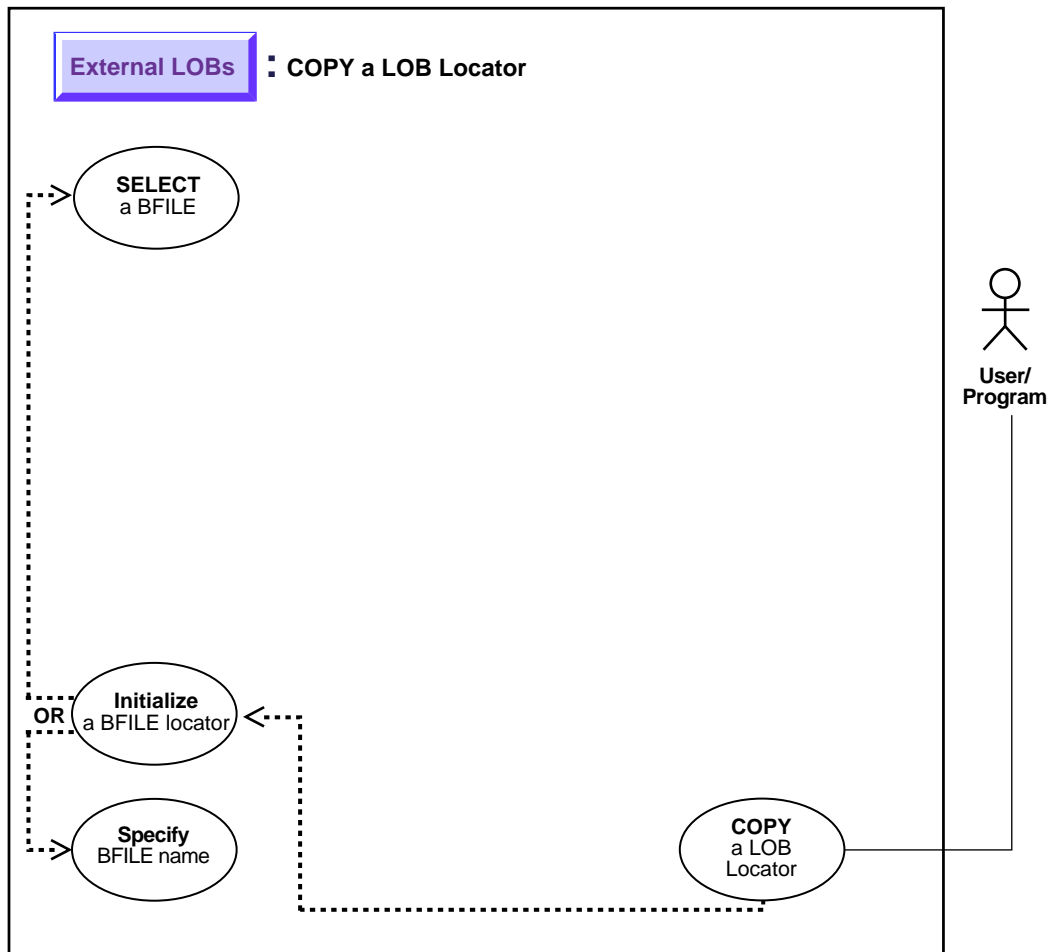 External LOBs : COPY a LOB Locator
SELECT
a BFILE
User/
Program
Initialize
a BFILE locator
OR
Specify
BFILE name
COPY
a LOB
Locator